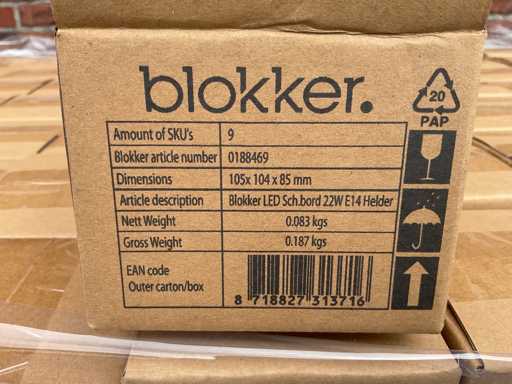 blokker.
20
PAP
Amount of SKU's 9
Blokker article number 0188469
Dimensions 105x 104 x 85 mm
Article description Blokker LED Sch.bord 22W E14 Helder
Nett Weight 0.083 kgs
Gross Weight 0.187 kgs
EAN code
Outer carton/box
8 718827 313716